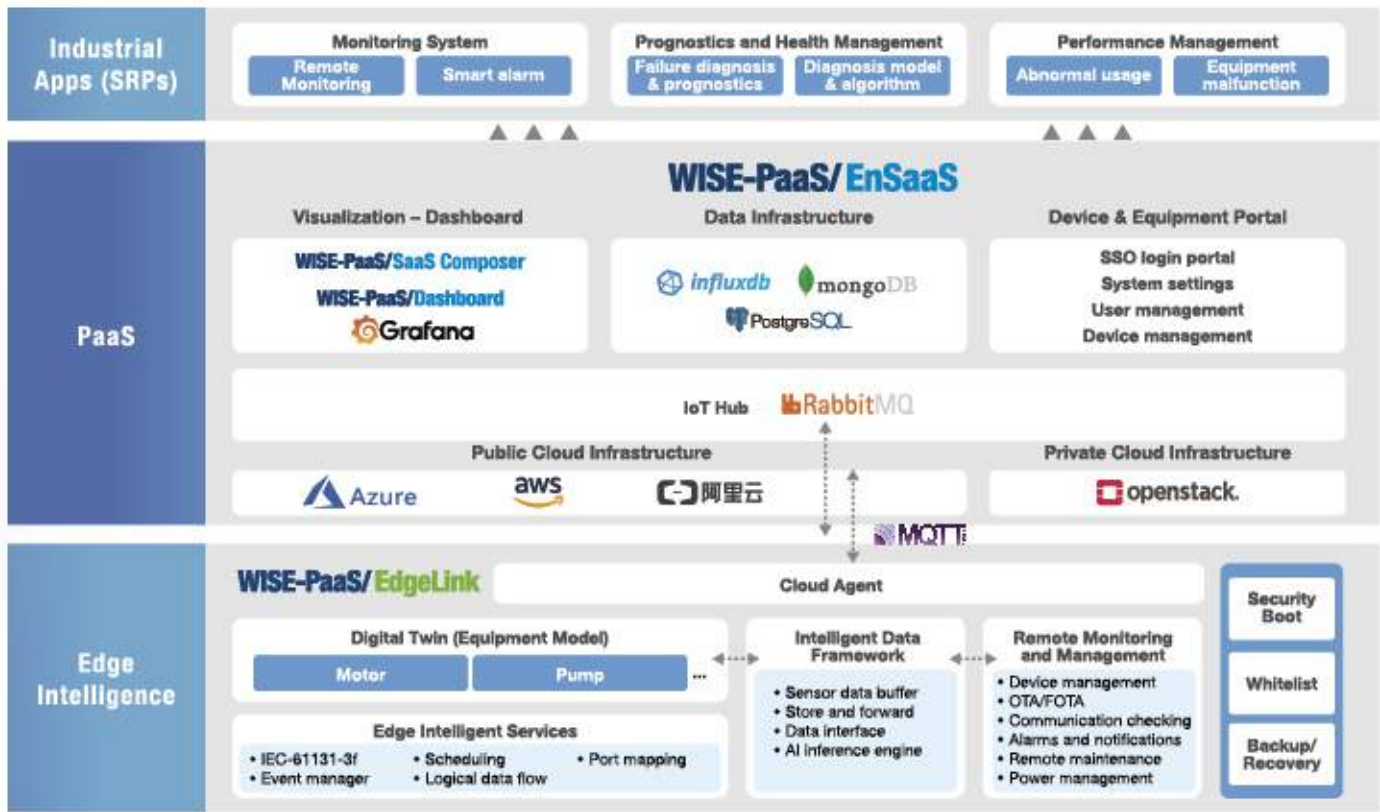 Industrial
Apps (SRPs)
Monitoring System
Remote
Monitoring
Smart alarm
Prognostics and Health Management
Failure diagnosis
& prognostics
Diagnosis model
& algorithm
Performance Management
Abnormal usage
Equipment
malfunction
PaaS
WISE-PaaS/EnSaaS
Visualization – Dashboard
WISE-PaaS/SaaS Composer
WISE-PaaS/Dashboard
Grafana
Data Infrastructure
influxdb
mongoDB
PostgreSQL
Device & Equipment Portal
SSO login portal
System settings
User management
Device management
IoT Hub
RabbitMQ
Public Cloud Infrastructure
Azure
aws
阿里云
Private Cloud Infrastructure
openstack.
MQTT
Edge
Intelligence
WISE-PaaS/EdgeLink
Cloud Agent
Digital Twin (Equipment Model)
Motor
Pump
...
Edge Intelligent Services
• IEC-61131-3f
• Event manager
• Scheduling
• Logical data flow
• Port mapping
Intelligent Data
Framework
• Sensor data buffer
• Store and forward
• Data interface
• AI inference engine
Remote Monitoring
and Management
• Device management
• OTA/FOTA
• Communication checking
• Alarms and notifications
• Remote maintenance
• Power management
Security
Boot
Whitelist
Backup/
Recovery